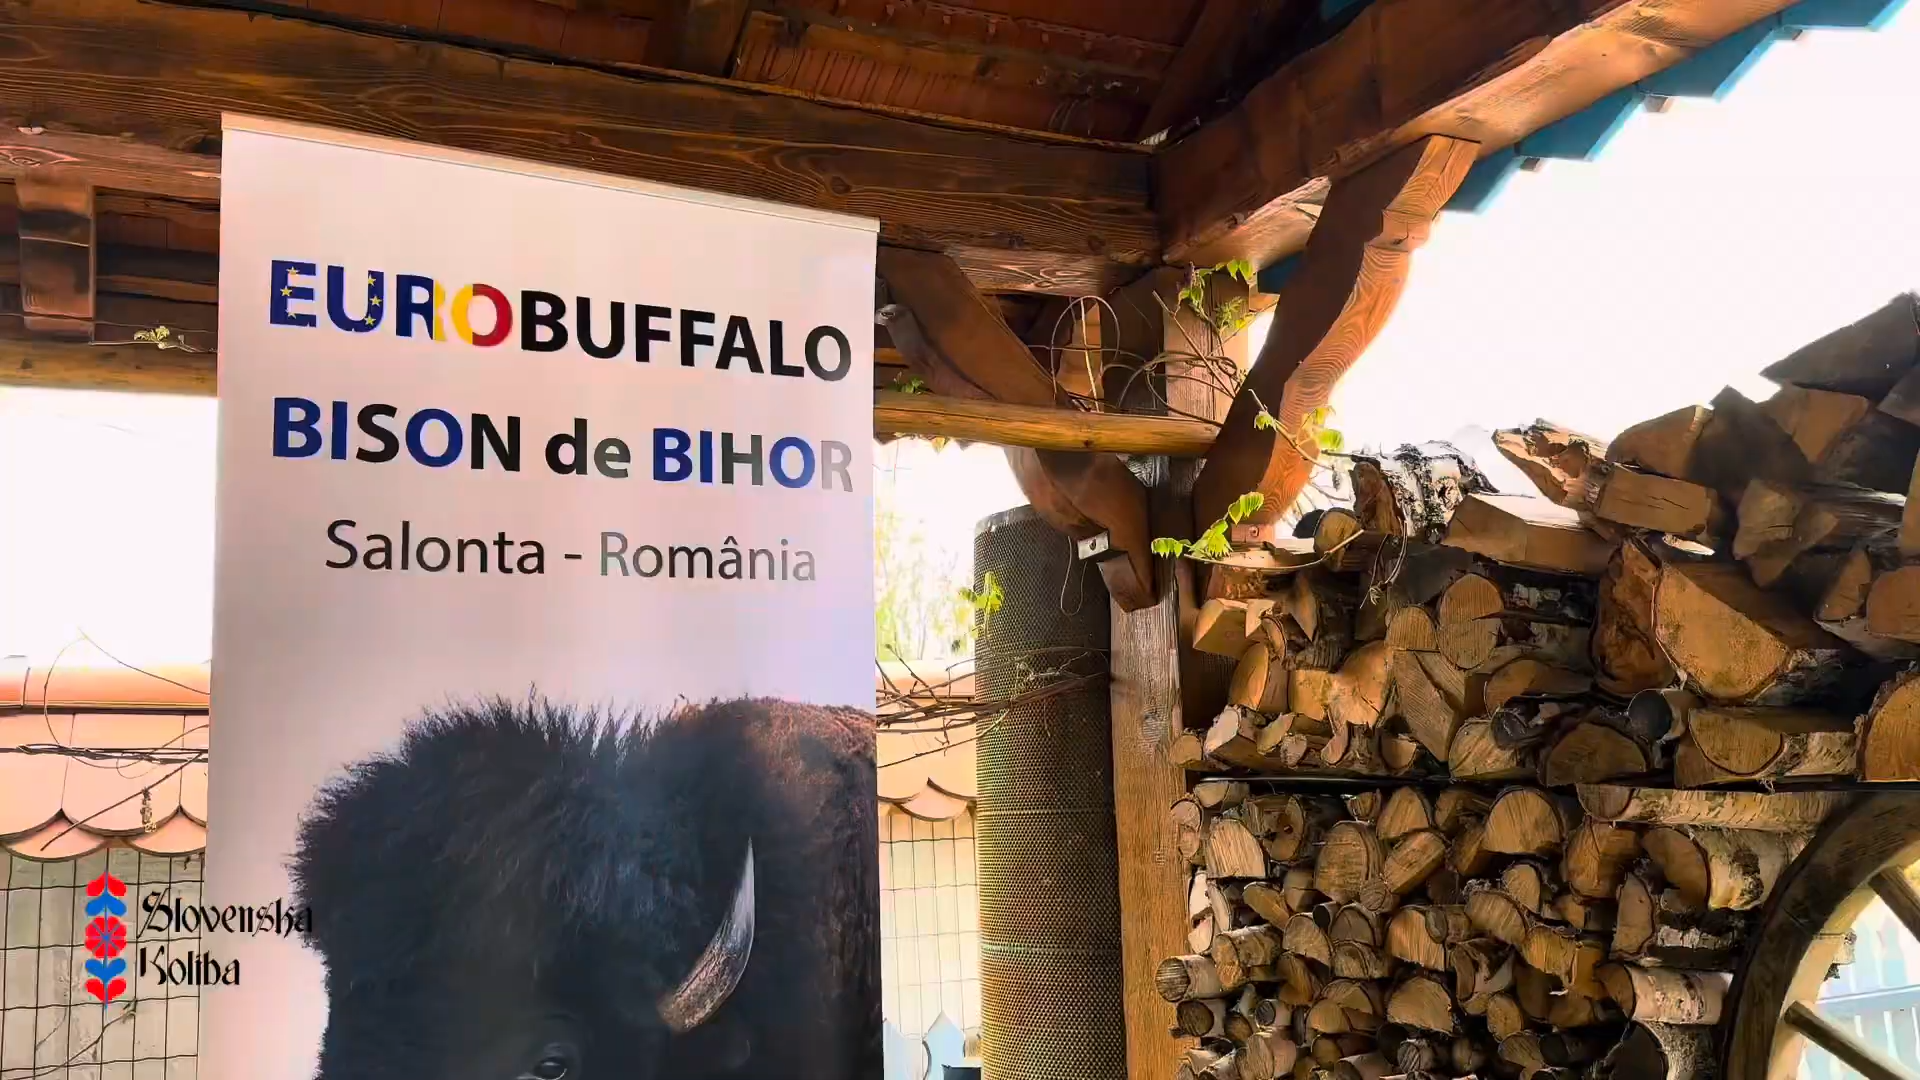 EUROBUFFALO
BISON de BIHOR
Salonta - România
Slovenska
Koliba